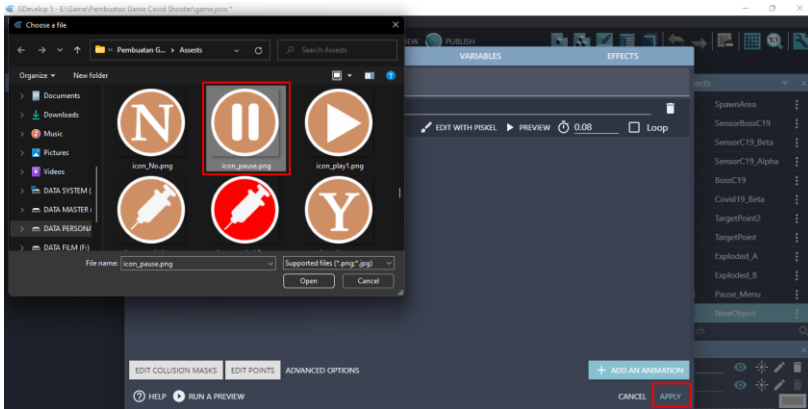 GDevelop 5 - E:\Game\Pembuatan Game Covid Shooter\game.json *
Choose a file
Pembuatan G... > Assests
Search Assests
Organize
New folder
Documents
Downloads
Music
Pictures
Videos
DATA SYSTEM (
DATA MASTER
DATA PERSONA
DATA FILM (F:)
N
icon_No.png
icon_pause.png
icon_play1.png
Y
File name: icon_pause.png
Supported files (*.png;*.jpg)
Open
Cancel
PUBLISH
VARIABLES
EFFECTS
EDIT WITH PISKEL
PREVIEW
0.08
Loop
SpawnArea
SensorBossC19
SensorC19_Beta
SensorC19_Alpha
BossC19
Covid19_Beta
TargetPoint2
TargetPoint
Exploded_A
Exploded_B
Pause_Menu
NewObject
EDIT COLLISION MASKS
EDIT POINTS
ADVANCED OPTIONS
+ ADD AN ANIMATION
HELP
RUN A PREVIEW
CANCEL
APPLY